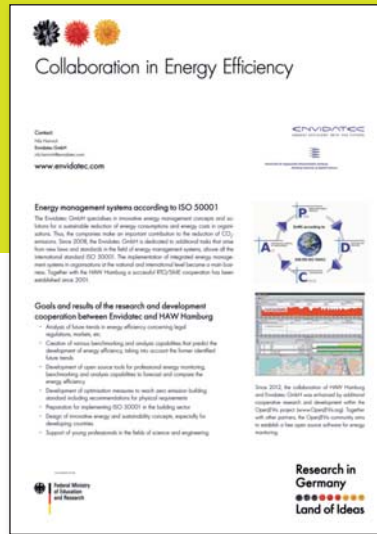 Collaboration in Energy Efficiency
Contact
Envidatec GmbH
www.envidatec.com
ENVIDATEC
Energy management systems according to ISO 50001
The Envidatec GmbH specialises in innovative energy management concepts and so-
lutions for a sustainable reduction of energy consumptions and energy costs in organi-
sations. Thus, the companies make an important contribution to the reduction of CO2
emissions. Since 2008, the Envidatec GmbH is dedicated to additional tasks that arise
from new laws and standards in the field of energy management systems, above all the
international standard ISO 50001. The implementation of integrated energy manage-
ment systems in organisations at the national and international level became a main busi-
ness. Together with the HAW Hamburg a successful RTO/SME cooperation has been
established since 2001.
P
A
D
C
Goals and results of the research and development
cooperation between Envidatec and HAW Hamburg
- Analysis of future trends in energy efficiency concerning legal
regulations, markets, etc.
- Creation of various benchmarking and analysis capabilities that predict the
development of energy efficiency, taking into account the former identified
future trends
- Development of open source tools for professional energy monitoring,
benchmarking and analysis capabilities to forecast and compare the
energy efficiency
- Development of optimisation measures to reach zero emission building
standard including recommendations for physical requirements
- Preparation for implementing ISO 50001 in the building sector
- Design of innovative energy and sustainability concepts, especially for
developing countries
- Support of young professionals in the fields of science and engineering
Since 2012, the collaboration of HAW Hamburg
and Envidatec GmbH was enhanced by additional
cooperative research and development within the
OpenJEVis project (www.OpenJEVis.org). Together
with other partners, the OpenJEVis community aims
to establish a free open source software for energy
monitoring.
Federal Ministry
of Education
and Research
Research in
Germany
Land of Ideas